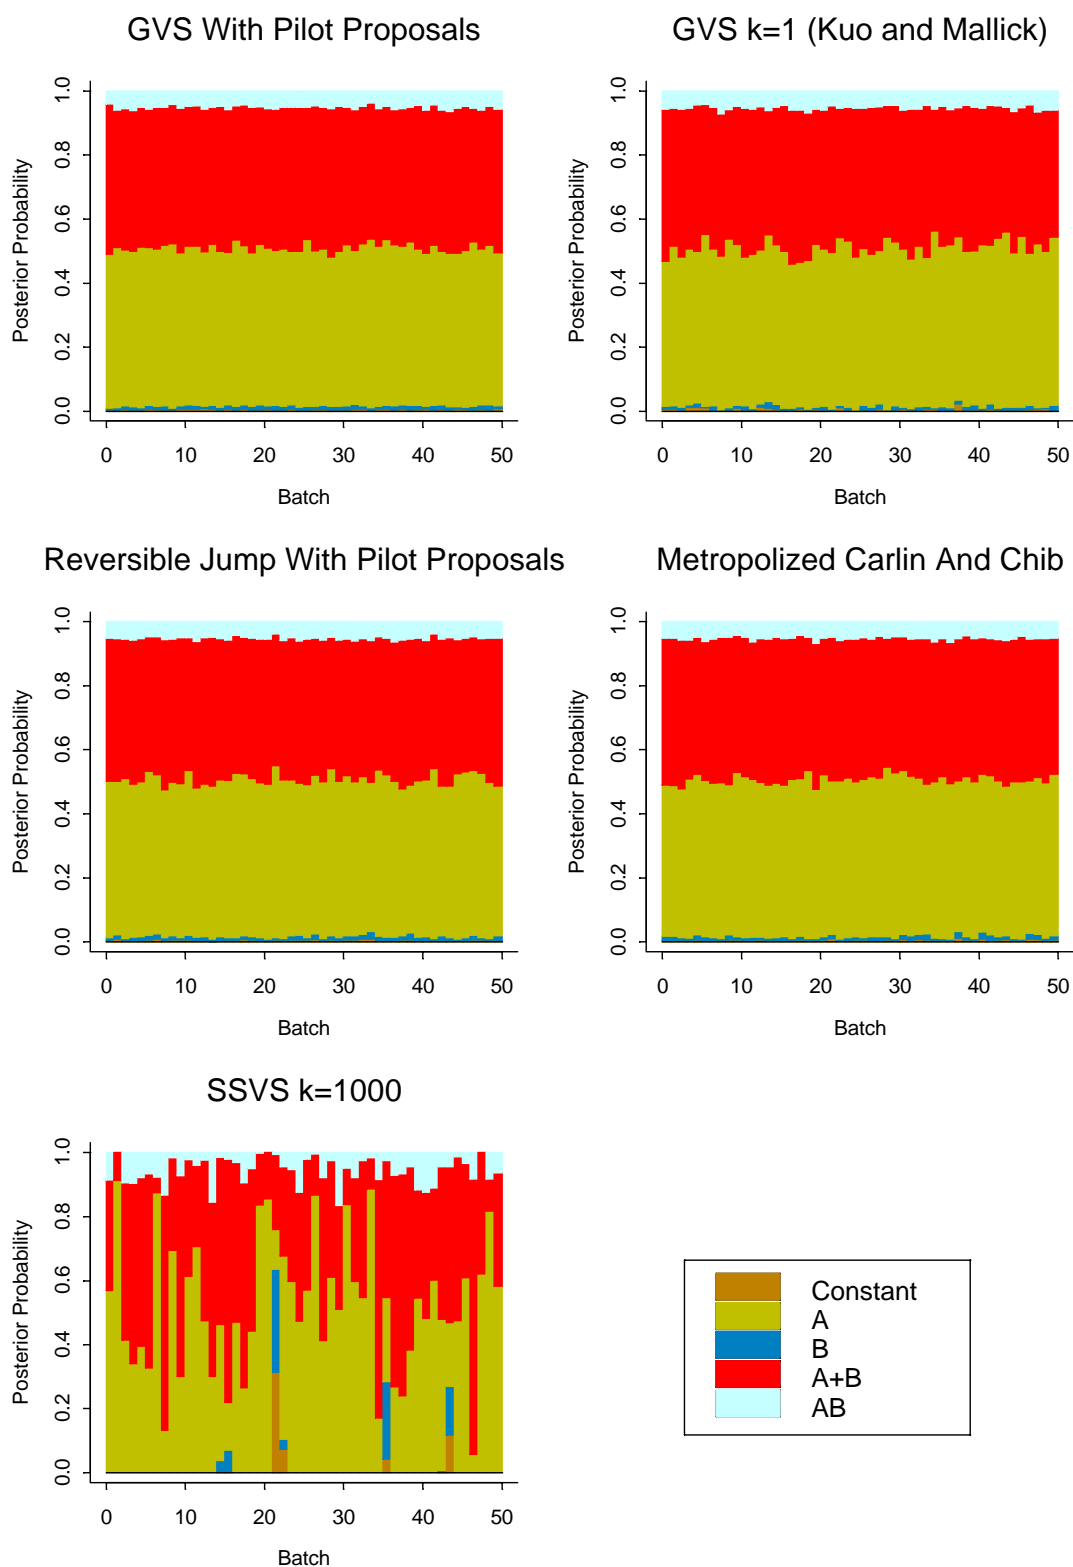 GVS With Pilot Proposals
Posterior Probability
0.0 0.2 0.4 0.6 0.8 1.0
0 10 20 30 40 50
Batch
GVS k=1 (Kuo and Mallick)
Posterior Probability
0.0 0.2 0.4 0.6 0.8 1.0
0 10 20 30 40 50
Batch
Reversible Jump With Pilot Proposals
Posterior Probability
0.0 0.2 0.4 0.6 0.8 1.0
0 10 20 30 40 50
Batch
Metropolized Carlin And Chib
Posterior Probability
0.0 0.2 0.4 0.6 0.8 1.0
0 10 20 30 40 50
Batch
SSVS k=1000
Posterior Probability
0.0 0.2 0.4 0.6 0.8 1.0
0 10 20 30 40 50
Batch
Constant
A
B
A+B
AB